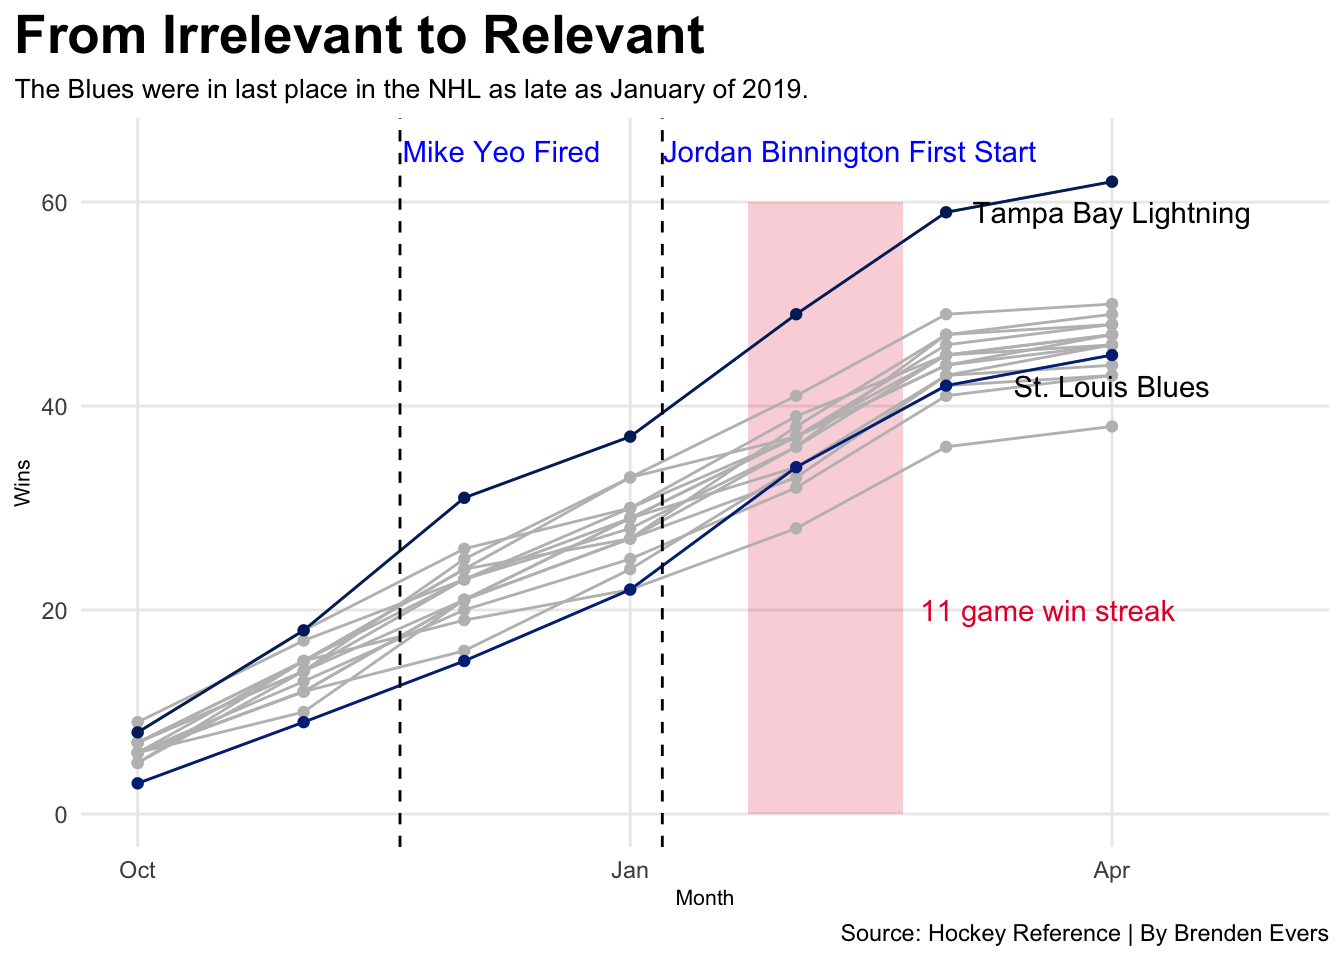 From Irrelevant to Relevant
The Blues were in last place in the NHL as late as January of 2019.
Mike Yeo Fired
Jordan Binnington First Start
60
Tampa Bay Lightning
40
St. Louis Blues
Wins
20
11 game win streak
0
Oct
Jan
Apr
Month
Source: Hockey Reference | By Brenden Evers